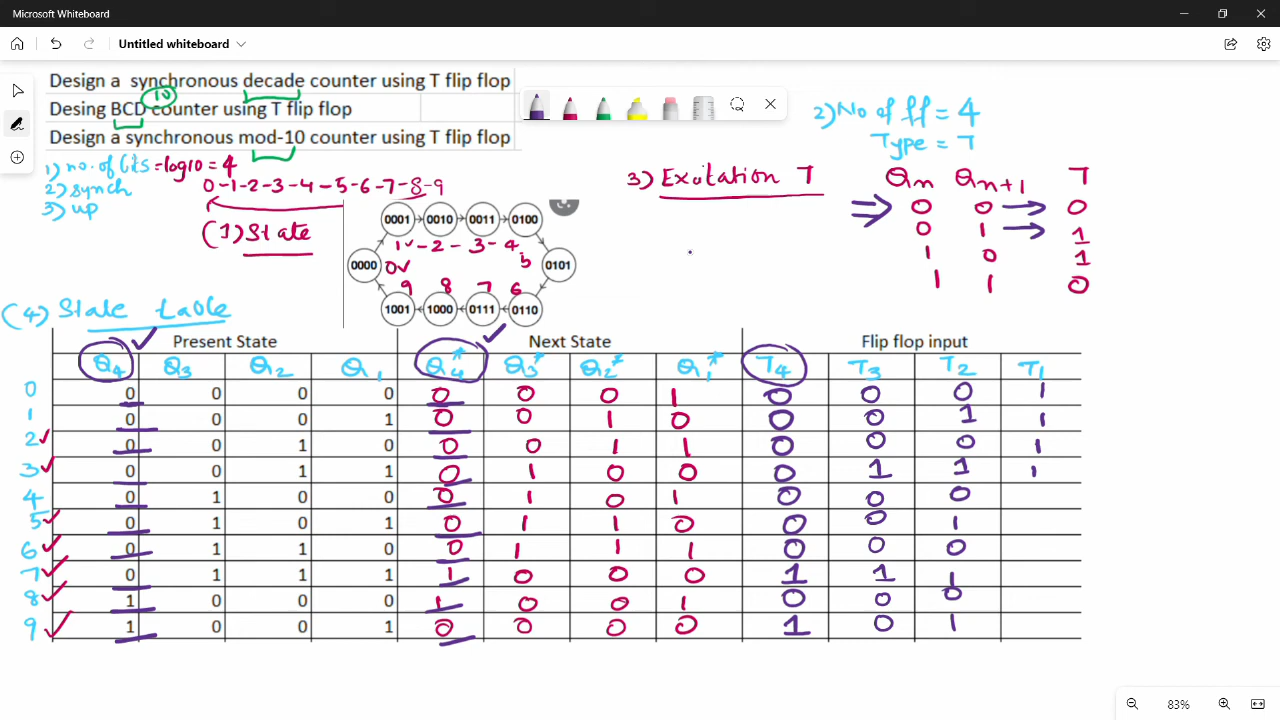 Microsoft Whiteboard
Untitled whiteboard
Design a synchronous decade counter using T flip flop
10
Desing BCD counter using T flip flop
Design a synchronous mod-10 counter using T flip flop
1) no. of bits =log10 = 4
2) synch
3) up
0 -1 -2 -3 -4 -5 -6 -7 -8 -9
(1) State
2) No of ff = 4
Type = T
3) Exitation T
Qn Qn+1 T
0 0 0
0 1 1
1 0 1
1 1 0
0001 0010 0011 0100
1 - 2 - 3 - 4
0000 0 5 0101
9 8 7 6
1001 1000 0111 0110
(4) State table
Present State Next State Flip flop input
Q4 Q3 Q2 Q1 Q4* Q3* Q2* Q1* T4 T3 T2 T1
0 0 0 0 0 0 0 0 1 0 0 0 1
1 0 0 0 1 0 0 1 0 0 0 1 1
2 0 0 1 0 0 0 1 1 0 0 0 1
3 0 0 1 1 0 1 0 0 0 1 1 1
4 0 1 0 0 0 1 0 1 0 0 0
5 0 1 0 1 0 1 1 0 0 0 1
6 0 1 1 0 0 1 1 1 0 0 0
7 0 1 1 1 1 0 0 0 1 1 1
8 1 0 0 0 1 0 0 1 0 0 0
9 1 0 0 1 0 0 0 0 1 0 1
83%